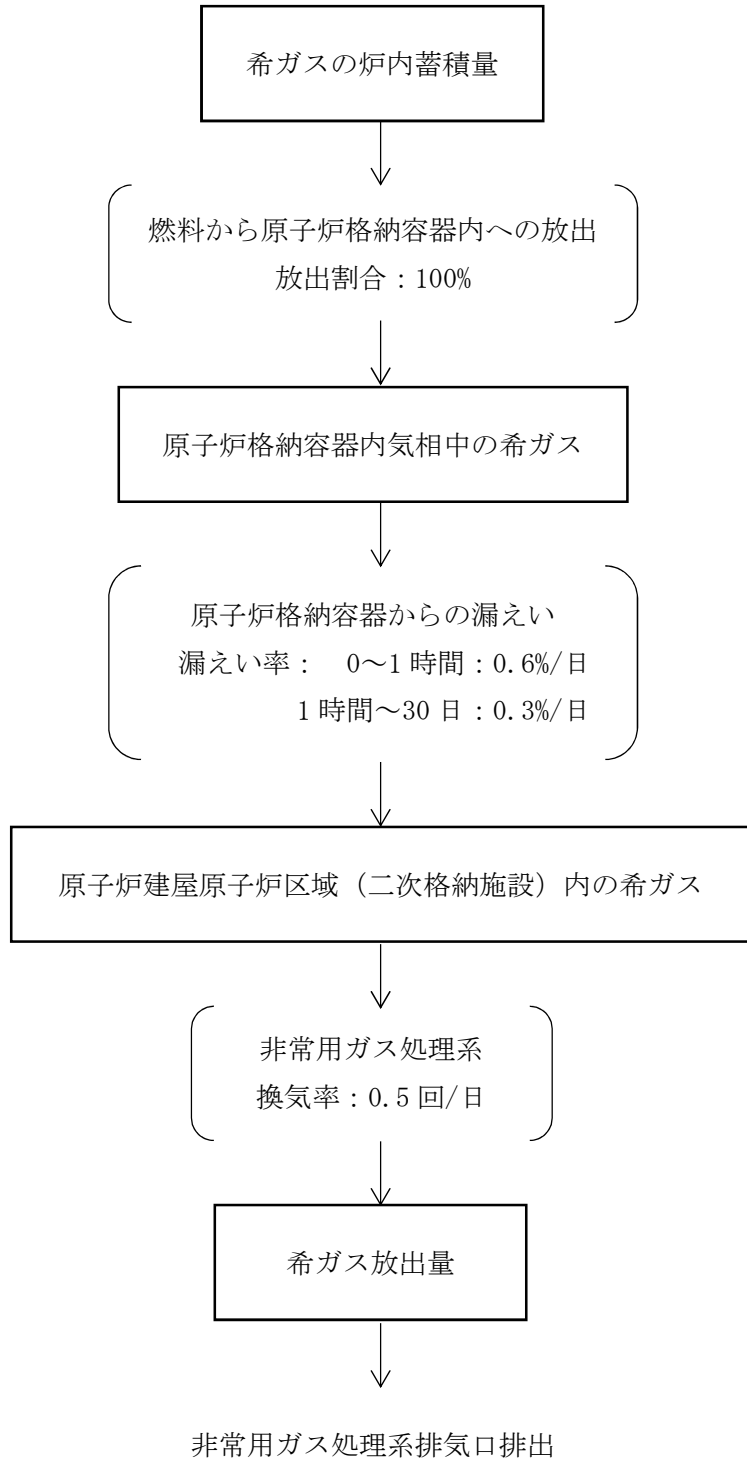 希ガスの炉内蓄積量
燃料から原子炉格納容器内への放出
放出割合：100%
原子炉格納容器内気相中の希ガス
原子炉格納容器からの漏えい
漏えい率：　0～1 時間：0.6%/日
1 時間～30 日：0.3%/日
原子炉建屋原子炉区域（二次格納施設）内の希ガス
非常用ガス処理系
換気率：0.5 回/日
希ガス放出量
非常用ガス処理系排気口排出